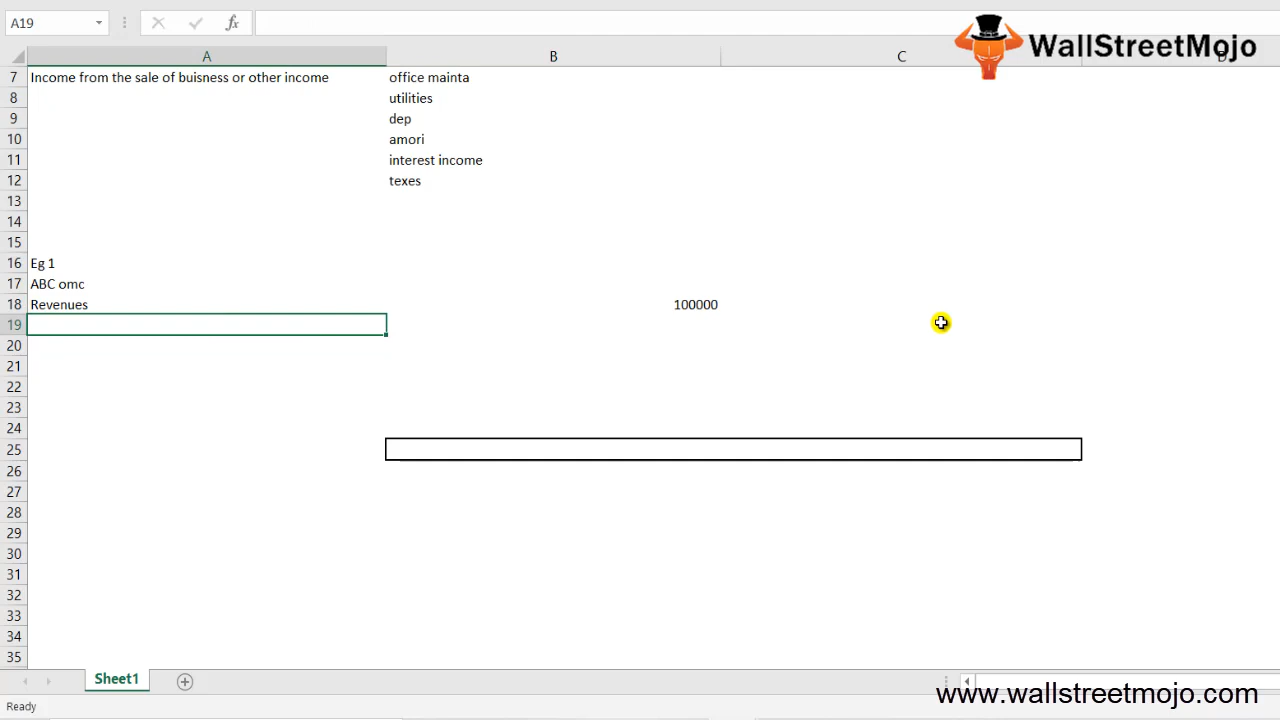 A19
fx
WallStreetMojo
A B C D
7 Income from the sale of buisness or other income office mainta
8 utilities
9 dep
10 amori
11 interest income
12 texes
13
14
15
16 Eg 1
17 ABC omc
18 Revenues 100000
19
20
21
22
23
24
25
26
27
28
29
30
31
32
33
34
35
Sheet1
www.wallstreetmojo.com
Ready